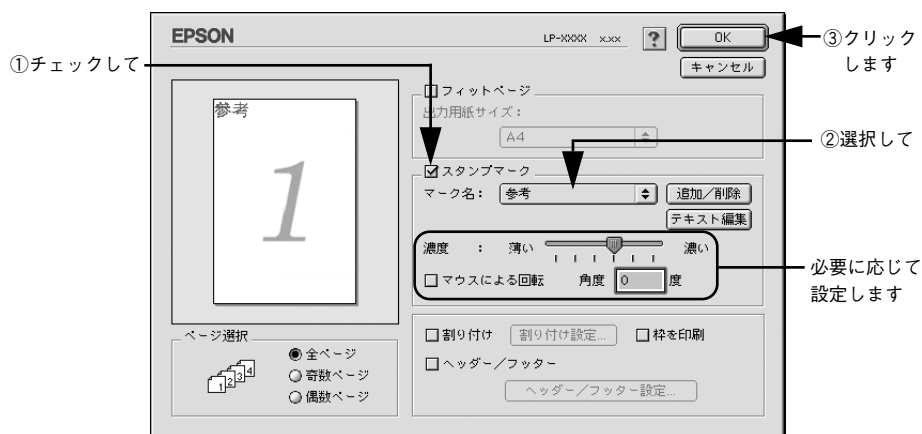 EPSON
LP-XXXX x.xx
?
OK
キャンセル
③クリック
します
①チェックして
フィットページ
出力用紙サイズ：
A4
②選択して
参考
1
スタンプマーク
マーク名：
参考
追加／削除
テキスト編集
濃度 ： 薄い 濃い
マウスによる回転 角度 0 度
必要に応じて
設定します
ページ選択
1 2 3 4
全ページ
奇数ページ
偶数ページ
割り付け 割り付け設定... 枠を印刷
ヘッダー／フッター
ヘッダー／フッター設定...